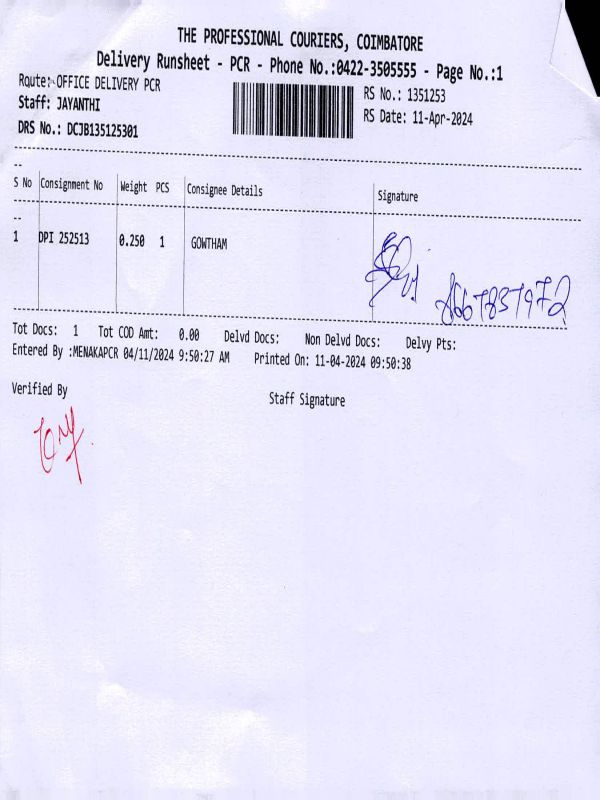 THE PROFESSIONAL COURIERS, COIMBATORE
Delivery Runsheet - PCR - Phone No.:0422-3505555 - Page No.:1
Route: OFFICE DELIVERY PCR
RS No.: 1351253
Staff: JAYANTHI
RS Date: 11-Apr-2024
DRS No.: DCJB135125301
S No Consignment No Weight PCS Consignee Details Signature
1 DPI 252513 0.250 1 GOWTHAM
8667837972
Tot Docs: 1 Tot COD Amt: 0.00 Delvd Docs: Non Delvd Docs: Delvy Pts:
Entered By :MENAKAPCR 04/11/2024 9:50:27 AM Printed On: 11-04-2024 09:50:38
Verified By Staff Signature